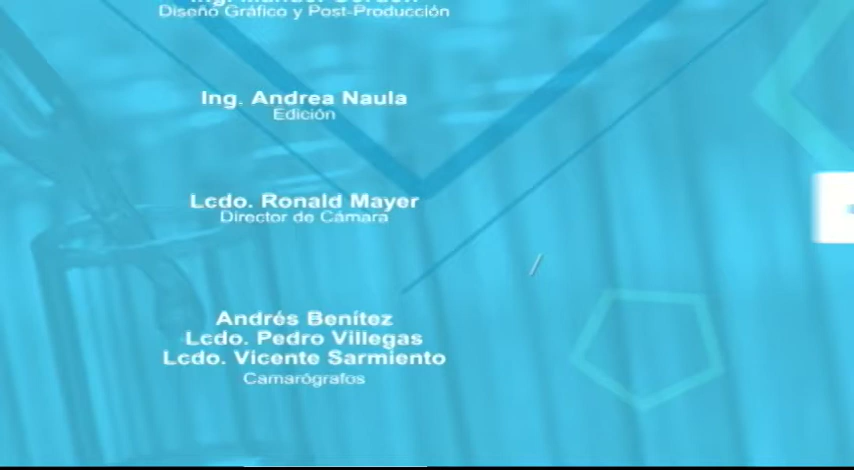 Diseño Gráfico y Post-Producción
Ing. Andrea Naula
Edición
Lcdo. Ronald Mayer
Director de Cámara
Andrés Benítez
Lcdo. Pedro Villegas
Lcdo. Vicente Sarmiento
Camarógrafos